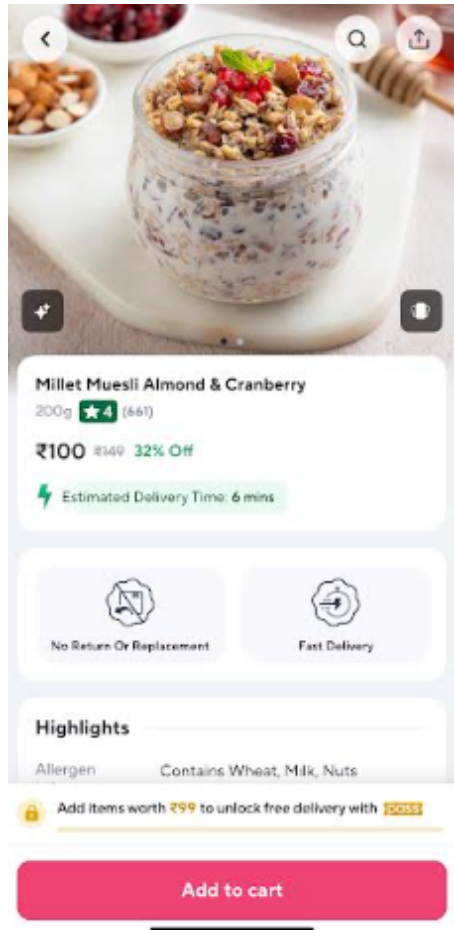 Millet Muesli Almond & Cranberry
200g 4 (661)
₹100 ₹149 32% Off
Estimated Delivery Time: 6 mins
No Return Or Replacement
Fast Delivery
Highlights
Allergen
Contains Wheat, Milk, Nuts
Add items worth ₹99 to unlock free delivery with pass
Add to cart